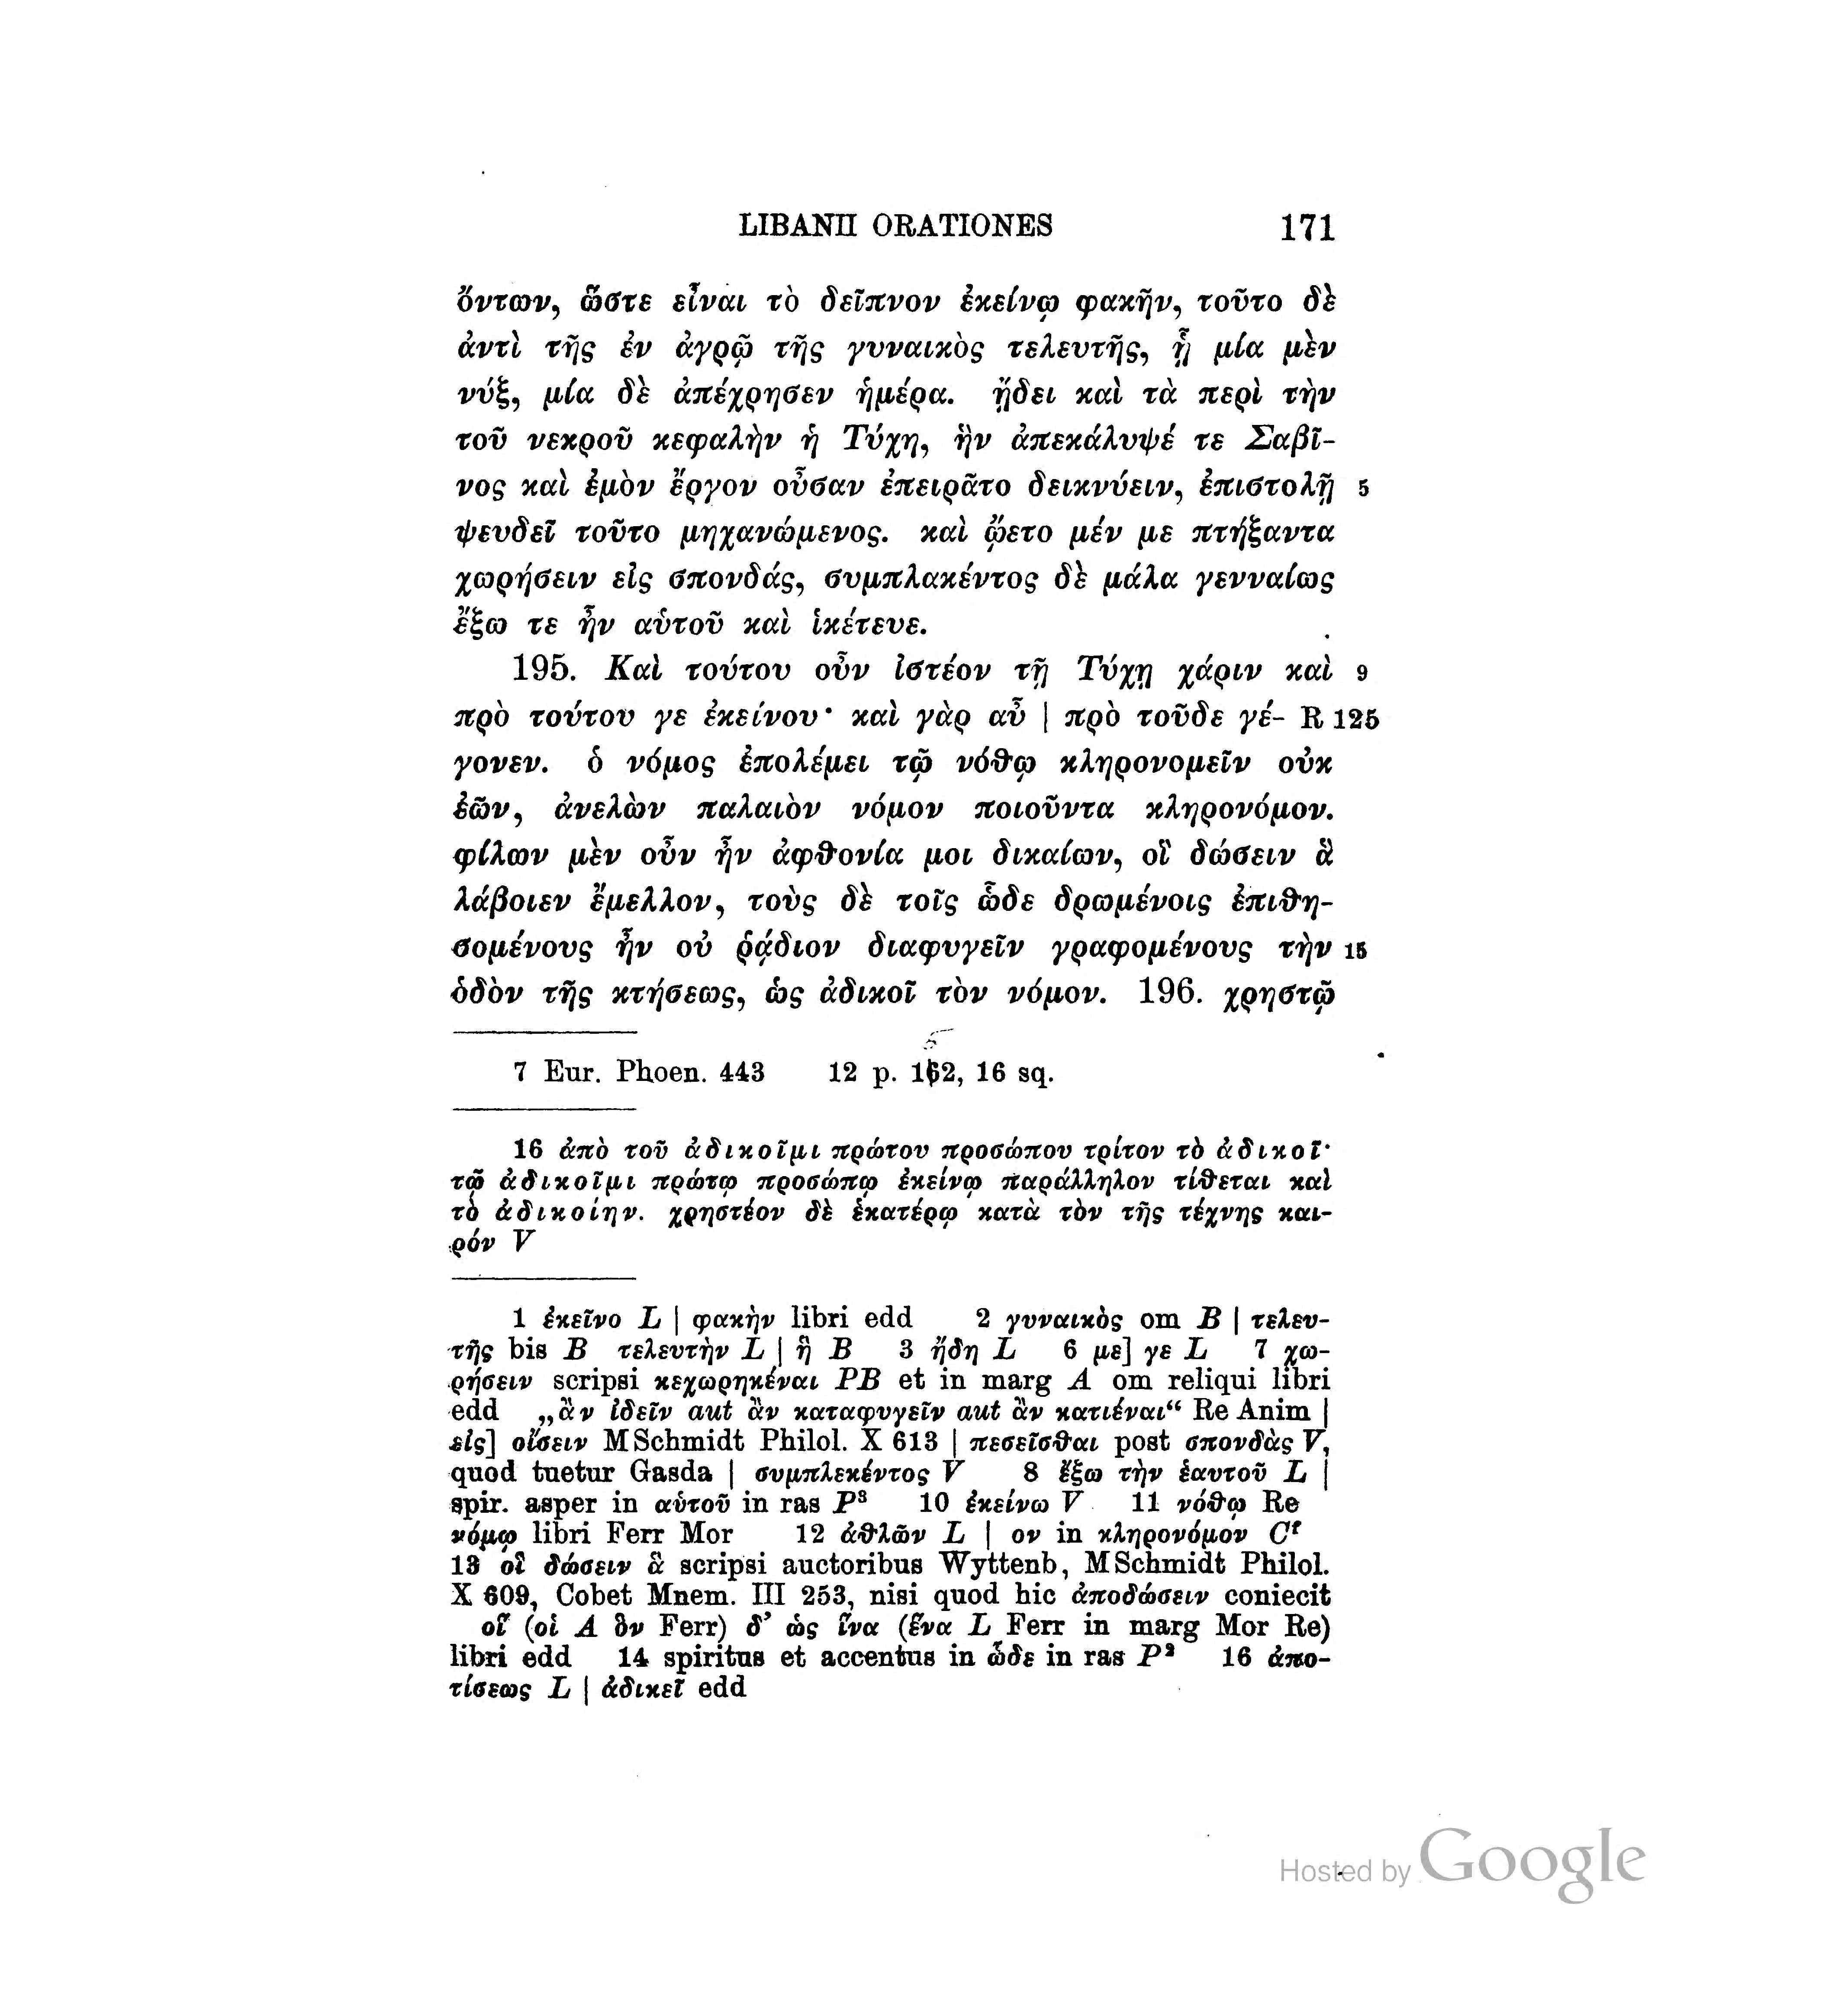 LIBANII ORATIONES 171
ὄντων, ὥστε εἶναι τὸ δεῖπνον ἐκείνῳ φακῆν, τοῦτο δὲ
ἀντὶ τῆς ἐν ἀγρῷ τῆς γυναικὸς τελευτῆς, ᾗ μία μὲν
νύξ, μία δὲ ἀπέχρησεν ἡμέρα. ᾔδει καὶ τὰ περὶ τὴν
τοῦ νεκροῦ κεφαλὴν ἡ Τύχη, ἣν ἀπεκάλυψέ τε Σαβῖ-
νος καὶ ἐμὸν ἔργον οὖσαν ἐπειρᾶτο δεικνύειν, ἐπιστολῇ 5
ψευδεῖ τοῦτο μηχανώμενος. καὶ ᾤετο μέν με πτήξαντα
χωρήσειν εἰς σπονδάς, συμπλακέντος δὲ μάλα γενναίως
ἔξω τε ἦν αὑτοῦ καὶ ἱκέτευε.
195. Καὶ τούτου οὖν ἰστέον τῇ Τύχῃ χάριν καὶ 9
πρὸ τούτου γε ἐκείνου· καὶ γὰρ αὖ | πρὸ τοῦδε γέ- R 125
γονεν. ὁ νόμος ἐπολέμει τῷ νόθῳ κληρονομεῖν οὐκ
ἐῶν, ἀνελὼν παλαιὸν νόμον ποιοῦντα κληρονόμον.
φίλων μὲν οὖν ἦν ἀφθονία μοι δικαίων, οἳ δώσειν ἃ
λάβοιεν ἔμελλον, τοὺς δὲ τοῖς ὧδε δρωμένοις ἐπιθη-
σομένους ἦν οὐ ῥᾴδιον διαφυγεῖν γραφομένους τὴν 15
ὁδὸν τῆς κτήσεως, ὡς ἀδικοῖ τὸν νόμον. 196. χρηστῷ
7 Eur. Phoen. 443 12 p. 162, 16 sq.
16 ἀπὸ τοῦ ἀδικοῖμι πρώτου προσώπου τρίτον τὸ ἀδικοῖ·
τῷ ἀδικοῖμι πρώτῳ προσώπῳ ἐκείνῳ παράλληλον τίθεται καὶ
τὸ ἀδικοίην. χρηστέον δὲ ἑκατέρῳ κατὰ τὸν τῆς τέχνης και-
ρόν V
1 ἐκεῖνο L | φακὴν libri edd 2 γυναικὸς om B | τελευ-
τῆς bis B τελευτὴν L | ἣ B 3 ἤδη L 6 με] γε L 7 χω-
ρήσειν scripsi κεχωρηκέναι PB et in marg A om reliqui libri
edd „ἂν ἰδεῖν aut ἂν καταφυγεῖν aut ἂν κατιέναι“ Re Anim |
εἰς] οἴσειν MSchmidt Philol. X 613 | πεσεῖσθαι post σπονδὰς V,
quod tuetur Gasda | συμπλεκέντος V 8 ἔξω τὴν ἑαυτοῦ L |
spir. asper in αὑτοῦ in ras P³ 10 ἐκείνω V 11 νόθῳ Re
νόμῳ libri Ferr Mor 12 ἀθλῶν L | ον in κληρονόμον Cʳ
13 οἳ δώσειν ἃ scripsi auctoribus Wyttenb, MSchmidt Philol.
X 609, Cobet Mnem. III 253, nisi quod hic ἀποδώσειν coniecit
οἵ (οἱ A ὃν Ferr) δ’ ὡς ἵνα (ἕνα L Ferr in marg Mor Re)
libri edd 14 spiritus et accentus in ὧδε in ras P² 16 ἀπο-
τίσεως L | ἀδικεῖ edd
Hosted by Google